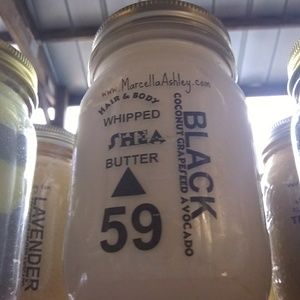 www.MarcellaAshley.com
HAIR & BODY
WHIPPED
SHEA
BUTTER
59
BLACK
COCONUT GRAPESEED AVOCADO
LAVENDER